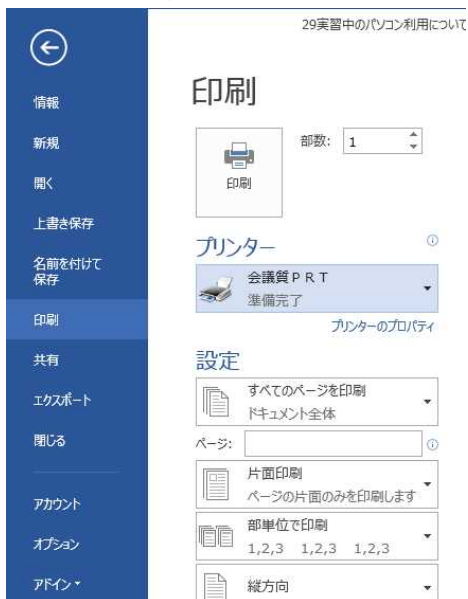 29実習中のパソコン利用につい
情報
新規
開く
上書き保存
名前を付けて
保存
印刷
共有
エクスポート
閉じる
アカウント
オプション
アドイン
印刷
印刷
部数: 1
プリンター
会議質ＰＲＴ
準備完了
プリンターのプロパティ
設定
すべてのページを印刷
ドキュメント全体
ページ:
片面印刷
ページの片面のみを印刷します
部単位で印刷
1,2,3 1,2,3 1,2,3
縦方向